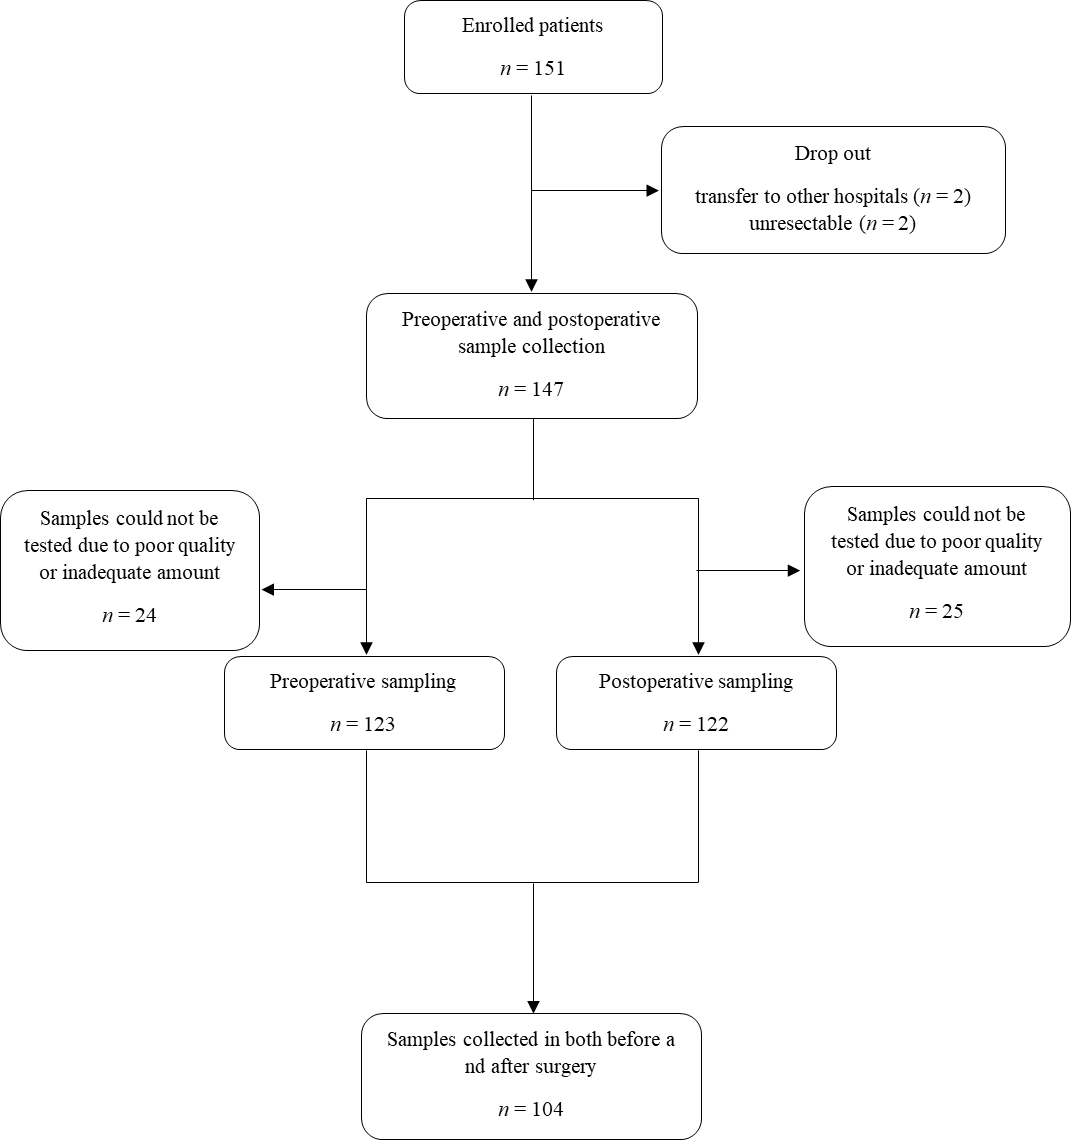 Enrolled patients
n = 151
Drop out
transfer to other hospitals (n = 2)
unresectable (n = 2)
Preoperative and postoperative
sample collection
n = 147
Samples could not be
tested due to poor quality
or inadequate amount
n = 24
Samples could not be
tested due to poor quality
or inadequate amount
n = 25
Preoperative sampling
n = 123
Postoperative sampling
n = 122
Samples collected in both before a
nd after surgery
n = 104